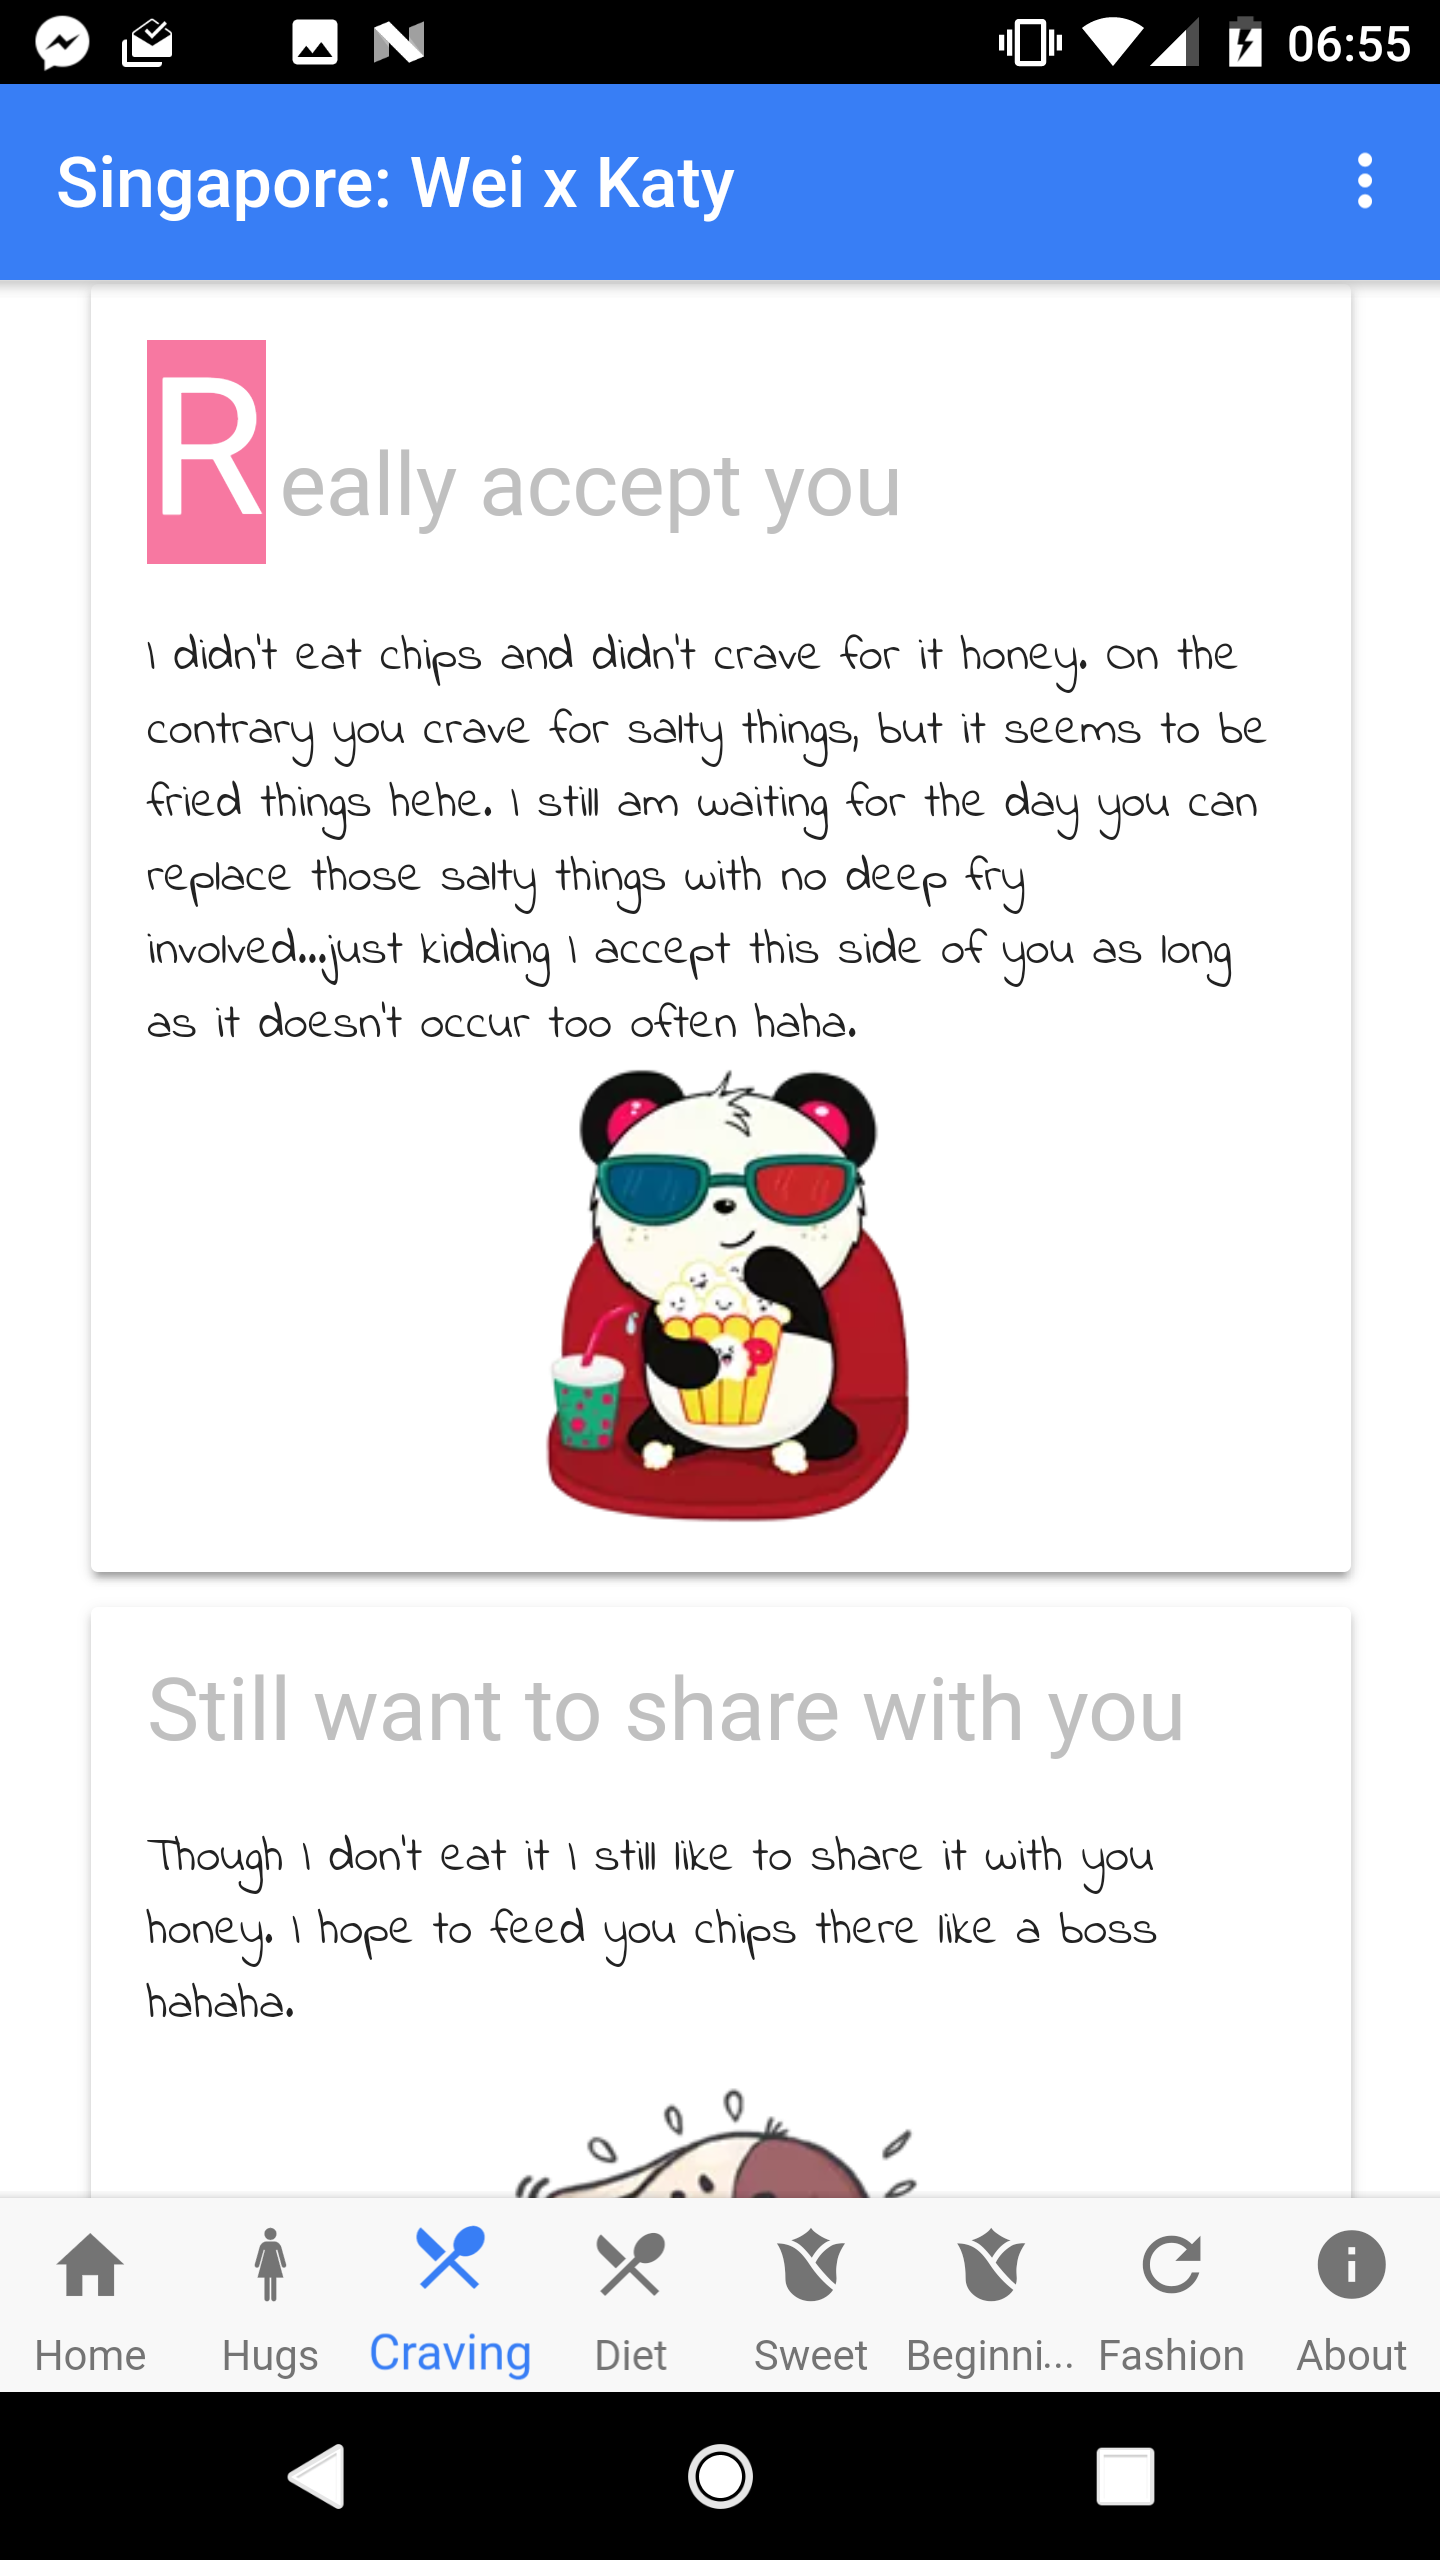 06:55
Singapore: Wei x Katy
Really accept you
I didn't eat chips and didn't crave for it honey. On the
contrary you crave for salty things, but it seems to be
fried things hehe. I still am waiting for the day you can
replace those salty things with no deep fry
involved...just kidding I accept this side of you as long
as it doesn't occur too often haha.
P
Still want to share with you
Though I don't eat it I still like to share it with you
honey. I hope to feed you chips there like a boss
hahaha.
Home Hugs Craving Diet Sweet Beginni... Fashion About